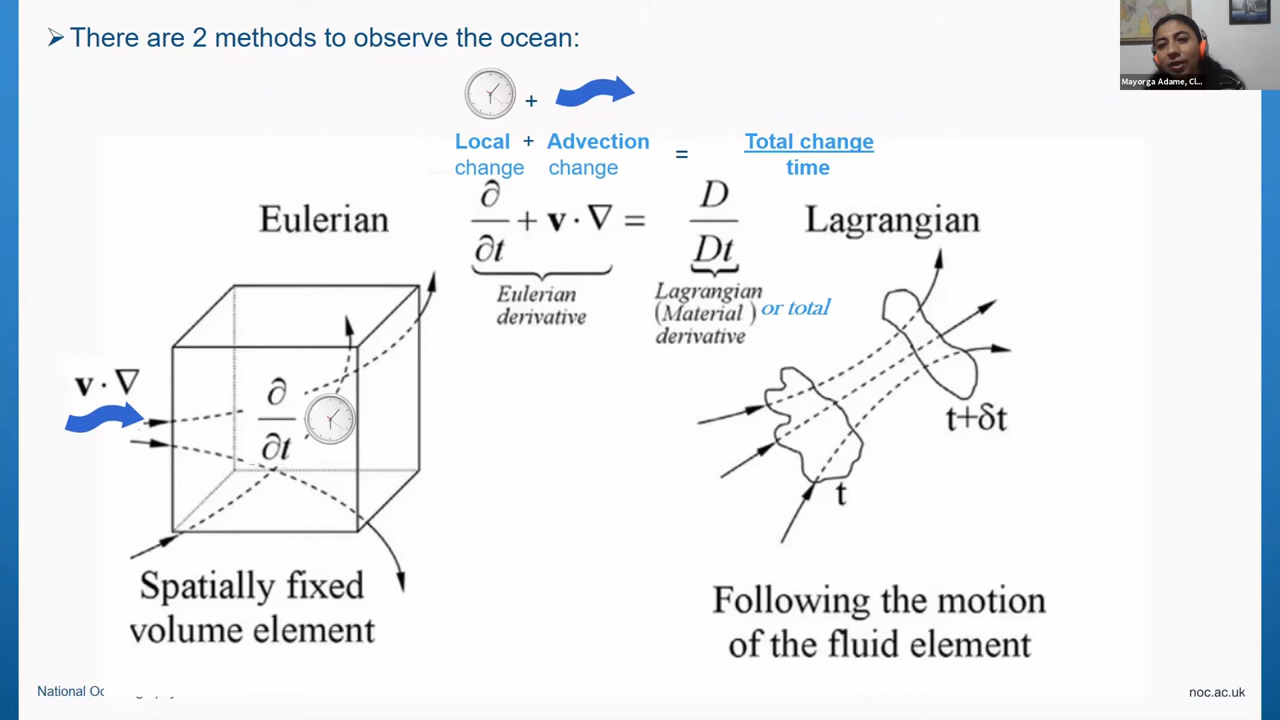 There are 2 methods to observe the ocean:
Mayorga Adame, Cl...
+
Local + Advection = Total change
change change time
Eulerian
∂/∂t + v · ∇ = D/Dt
Lagrangian
Eulerian
derivative
Lagrangian
(Material) or total
derivative
v · ∇
∂/∂t
t+δt
t
Spatially fixed
volume element
Following the motion
of the fluid element
National
noc.ac.uk